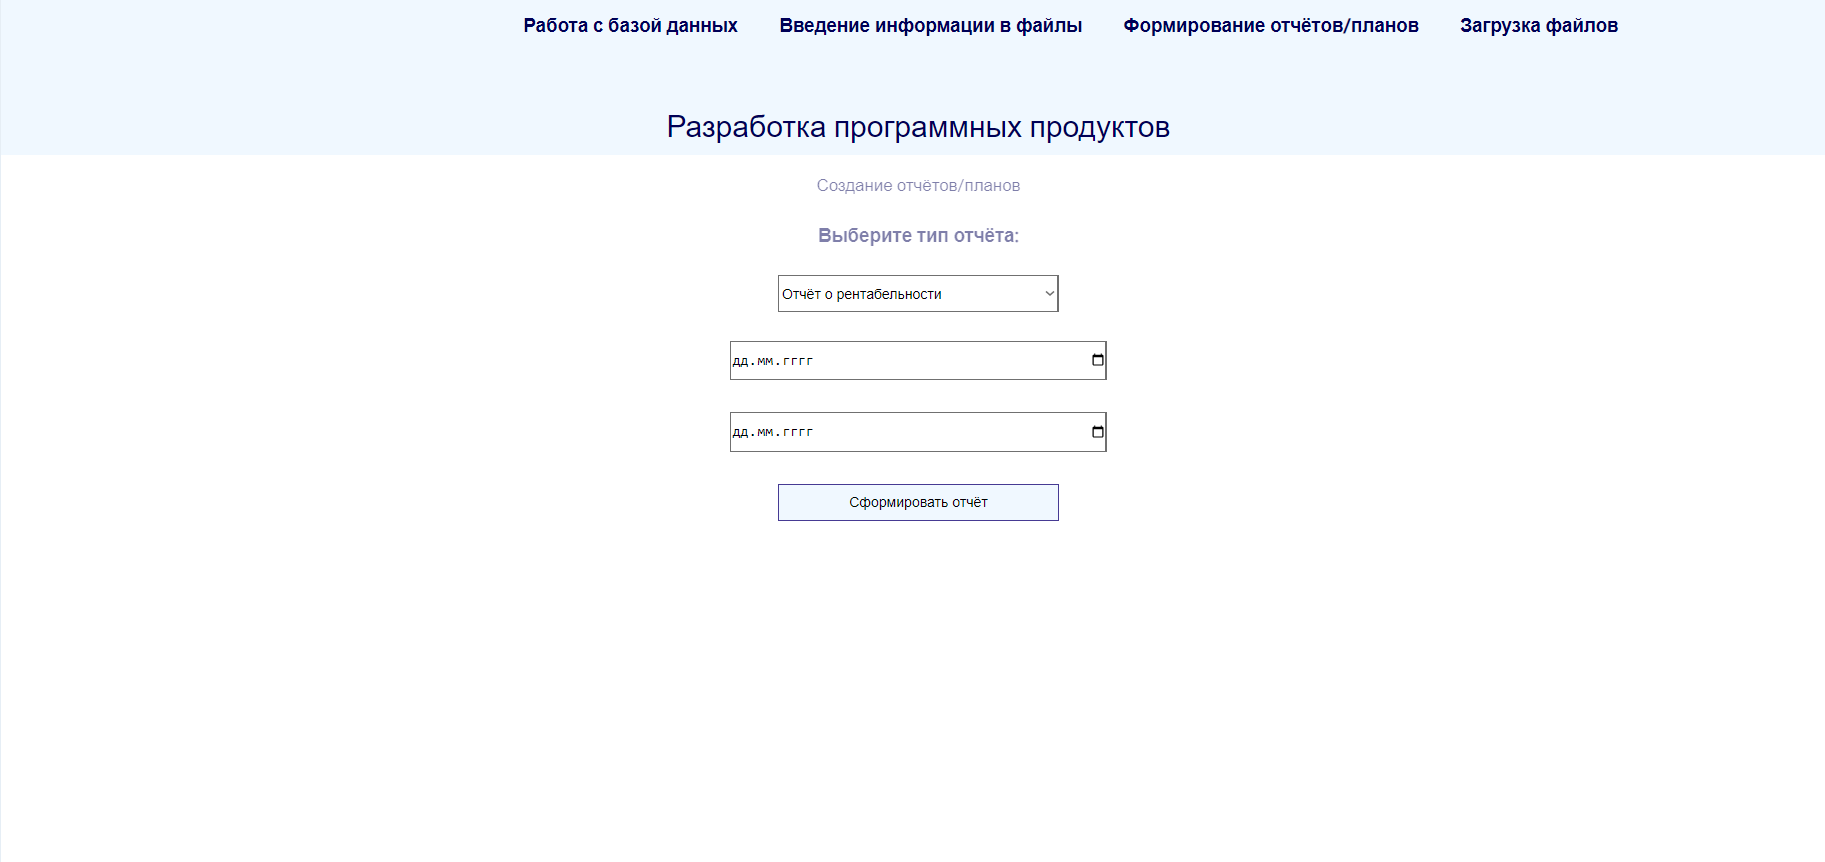 Работа с базой данных Введение информации в файлы Формирование отчётов/планов Загрузка файлов
Разработка программных продуктов
Создание отчётов/планов
Выберите тип отчёта:
Отчёт о рентабельности
дд.мм.гггг
дд.мм.гггг
Сформировать отчёт